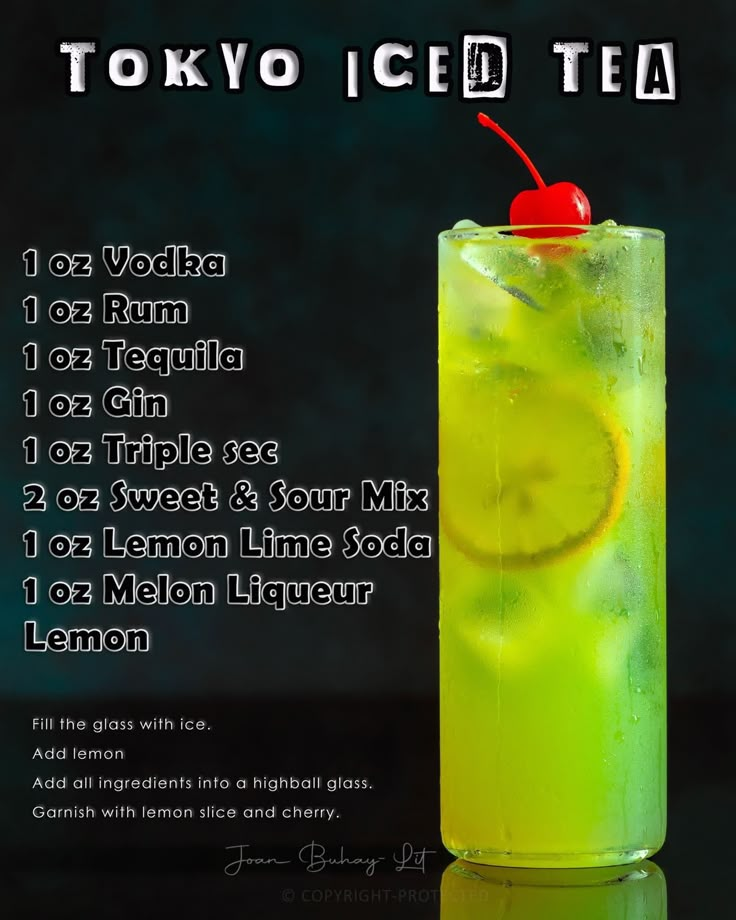 Tokyo Iced Tea
1 oz Vodka
1 oz Rum
1 oz Tequila
1 oz Gin
1 oz Triple sec
2 oz Sweet & Sour Mix
1 oz Lemon Lime Soda
1 oz Melon Liqueur
Lemon
Fill the glass with ice.
Add lemon
Add all ingredients into a highball glass.
Garnish with lemon slice and cherry.
Joan Buhay-Lit
© COPYRIGHT-PROTECTED